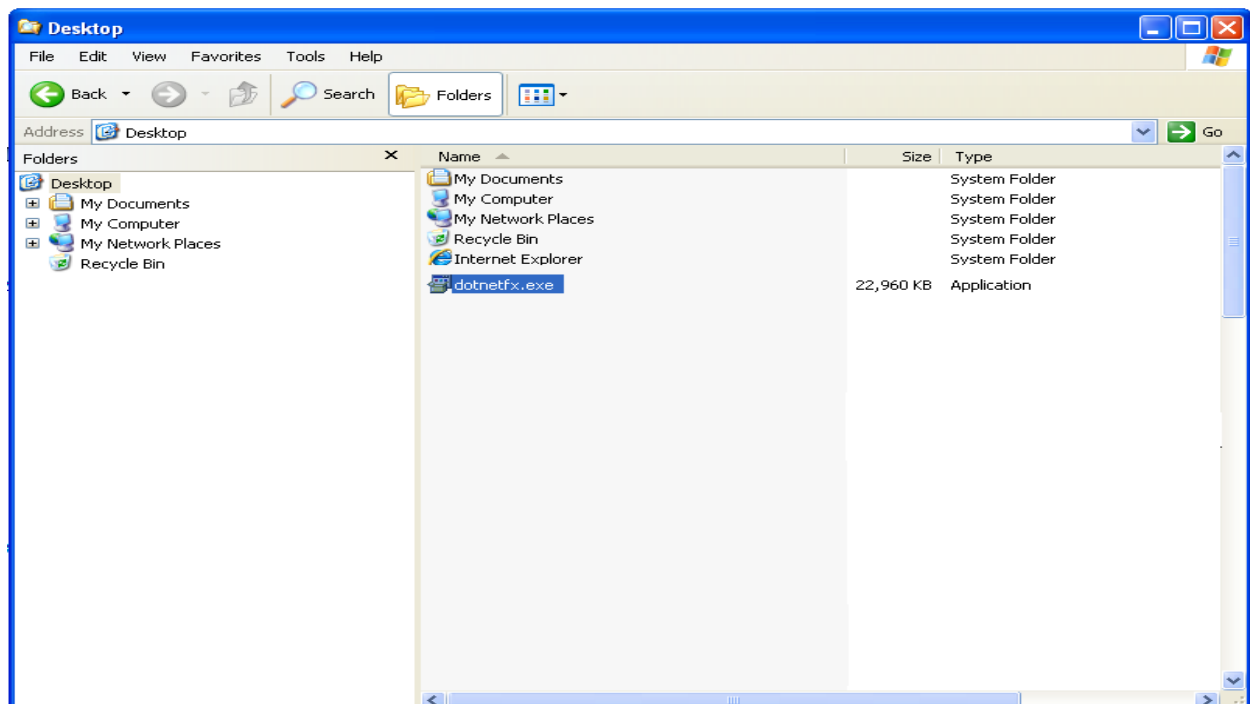 Desktop
File Edit View Favorites Tools Help
Back Search Folders
Address Desktop Go
Folders
Desktop
My Documents
My Computer
My Network Places
Recycle Bin
Name Size Type
My Documents System Folder
My Computer System Folder
My Network Places System Folder
Recycle Bin System Folder
Internet Explorer System Folder
dotnetfx.exe 22,960 KB Application